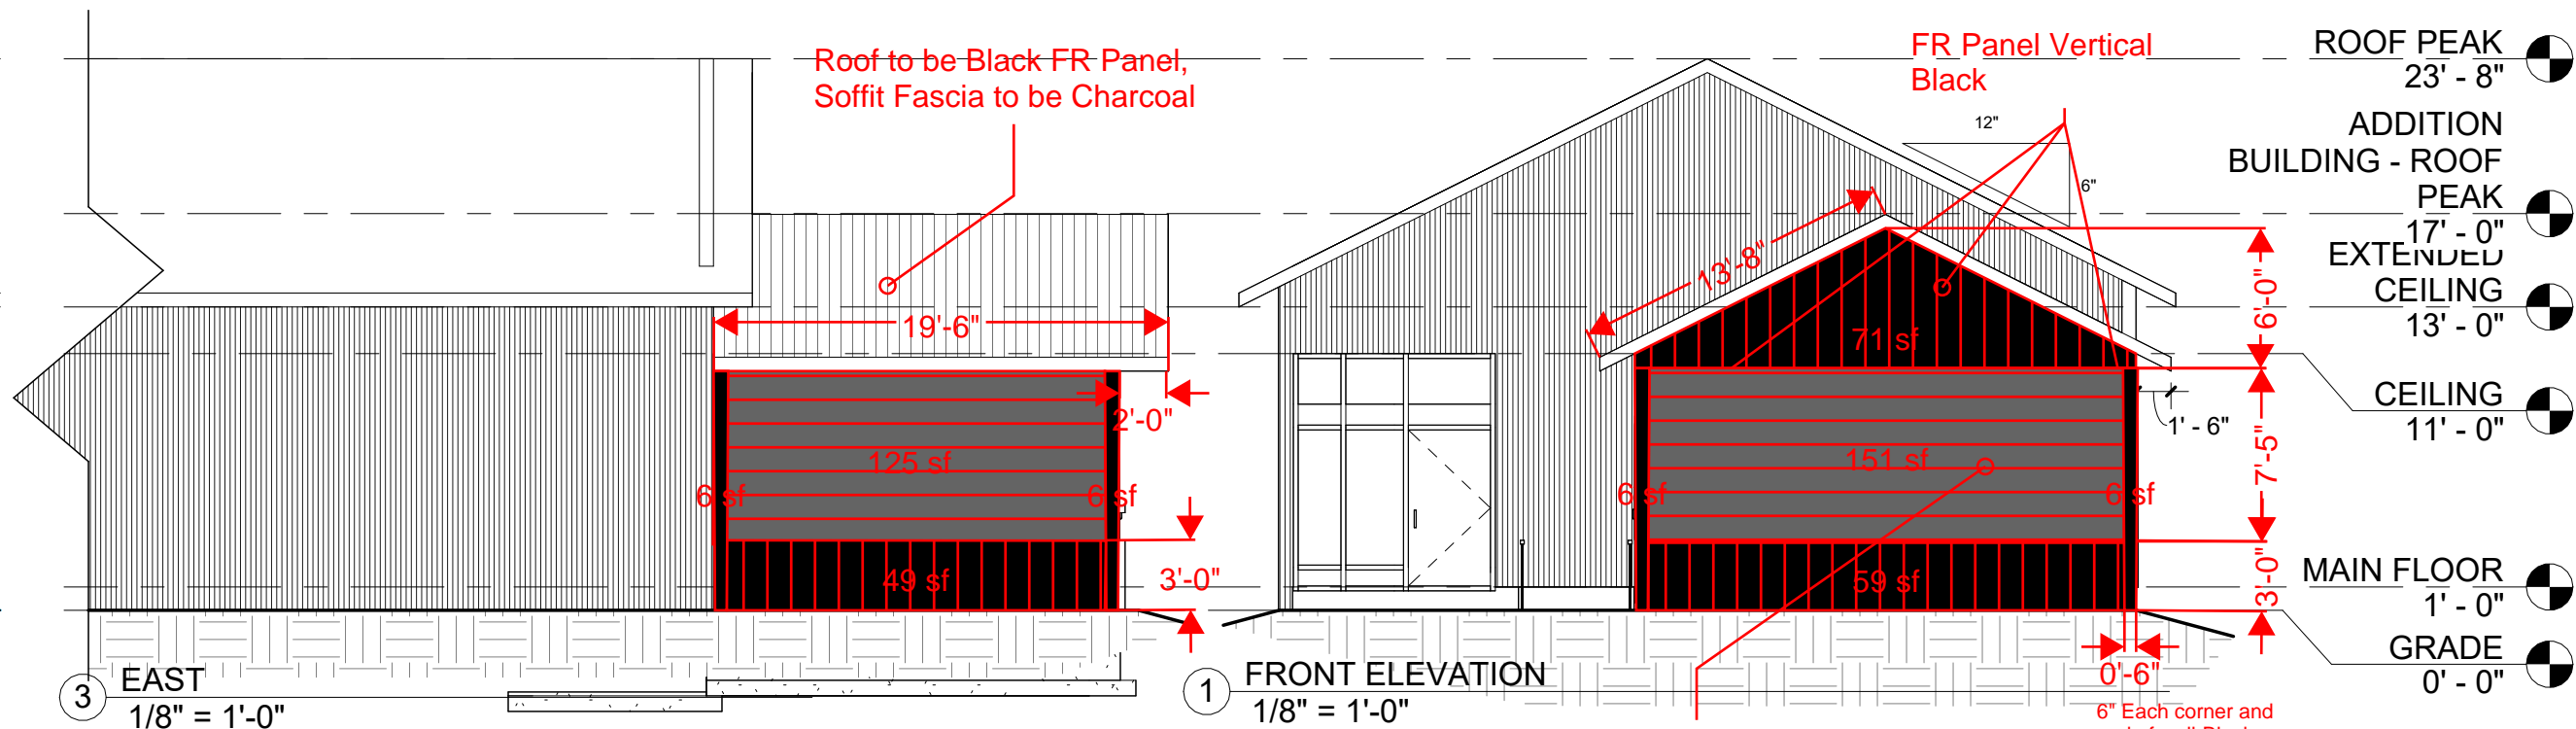 Roof to be Black FR Panel,
Soffit Fascia to be Charcoal
19'-6"
2'-0"
125 sf
6 sf
6 sf
49 sf
3'-0"
3
EAST
1/8" = 1'-0"
FR Panel Vertical
Black
12"
6"
13'-8"
71 sf
151 sf
6 sf
6 sf
59 sf
1' - 6"
6'-0"
7'-5"
3'-0"
0'-6"
6" Each corner and
1
FRONT ELEVATION
1/8" = 1'-0"
ROOF PEAK
23' - 8"
ADDITION
BUILDING - ROOF
PEAK
17' - 0"
EXTENDED
CEILING
13' - 0"
CEILING
11' - 0"
MAIN FLOOR
1' - 0"
GRADE
0' - 0"